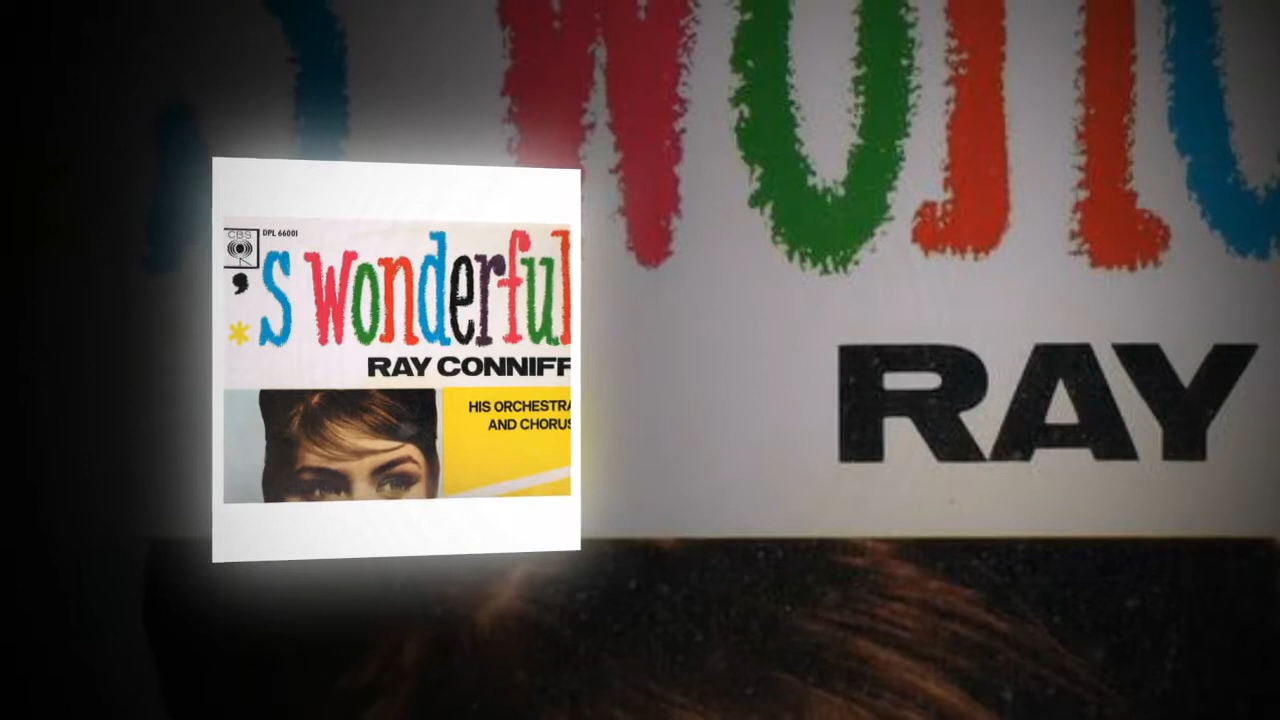 CBS
DPL 66001
's wonderful
RAY CONNIFF
HIS ORCHESTRA
AND CHORUS
RAY